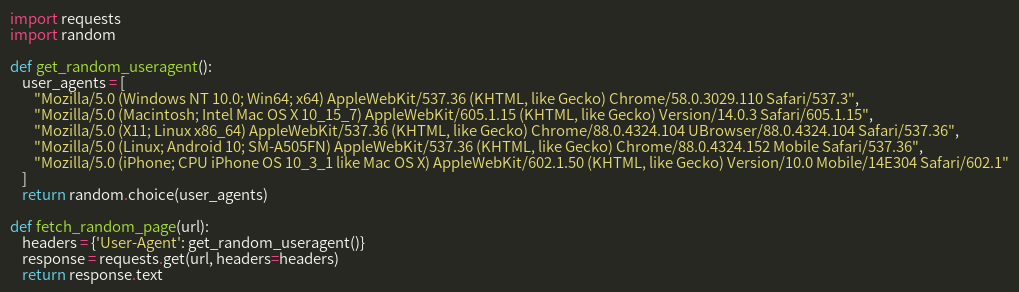 import requests
import random

def get_random_useragent():
    user_agents = [
        "Mozilla/5.0 (Windows NT 10.0; Win64; x64) AppleWebKit/537.36 (KHTML, like Gecko) Chrome/58.0.3029.110 Safari/537.3",
        "Mozilla/5.0 (Macintosh; Intel Mac OS X 10_15_7) AppleWebKit/605.1.15 (KHTML, like Gecko) Version/14.0.3 Safari/605.1.15",
        "Mozilla/5.0 (X11; Linux x86_64) AppleWebKit/537.36 (KHTML, like Gecko) Chrome/88.0.4324.104 UBrowser/88.0.4324.104 Safari/537.36",
        "Mozilla/5.0 (Linux; Android 10; SM-A505FN) AppleWebKit/537.36 (KHTML, like Gecko) Chrome/88.0.4324.152 Mobile Safari/537.36",
        "Mozilla/5.0 (iPhone; CPU iPhone OS 10_3_1 like Mac OS X) AppleWebKit/602.1.50 (KHTML, like Gecko) Version/10.0 Mobile/14E304 Safari/602.1"
    ]
    return random.choice(user_agents)

def fetch_random_page(url):
    headers = {'User-Agent': get_random_useragent()}
    response = requests.get(url, headers=headers)
    return response.text